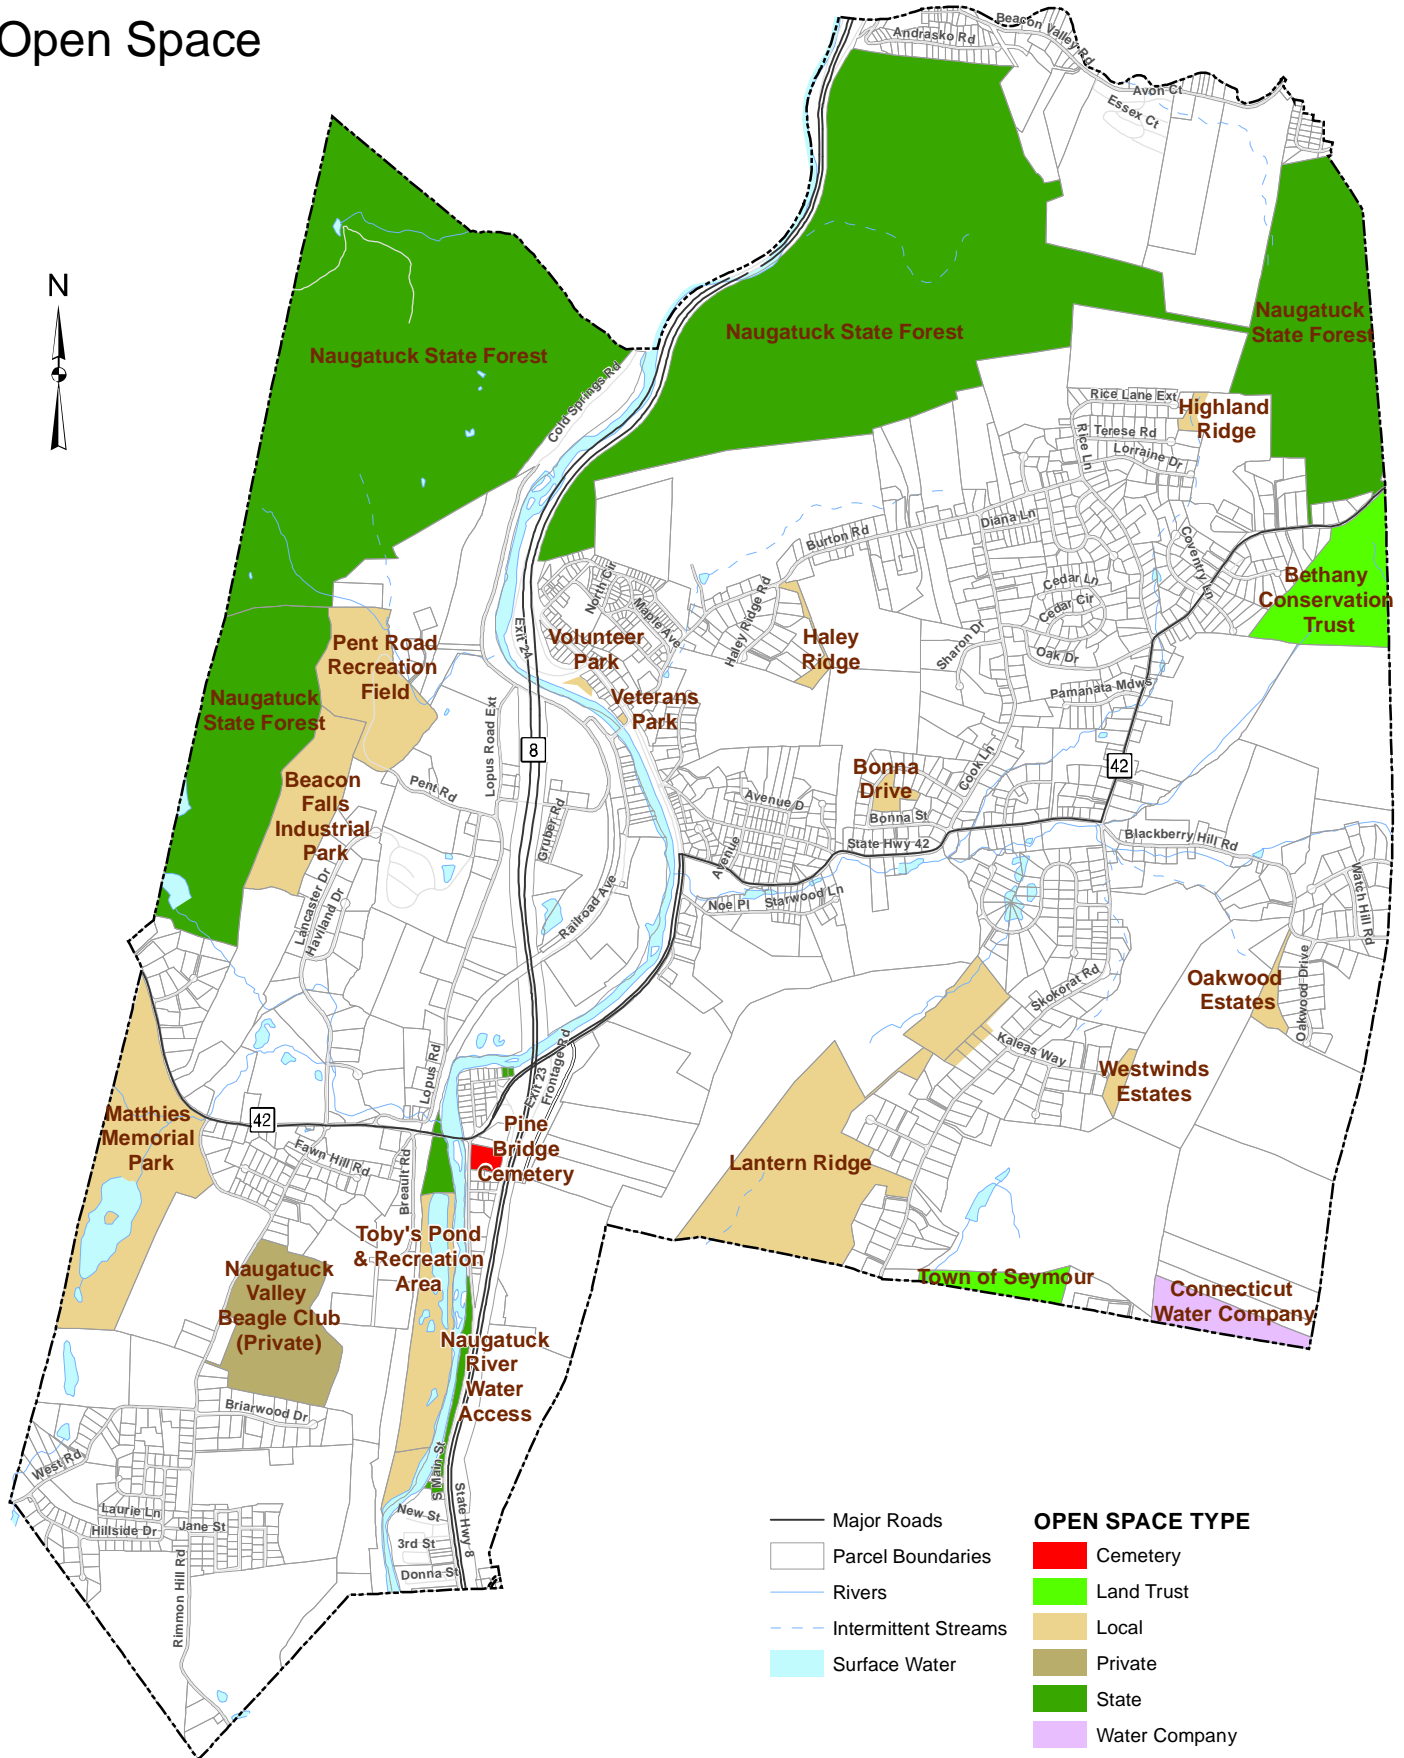 Open Space
Beacon Valley Rd
Andrasko Rd
Avon Ct
Essex Ct
N
Naugatuck State Forest
Naugatuck State Forest
Naugatuck
State Forest
Cold Springs Rd
Rice Lane Ext
Highland
Ridge
Terese Rd
Rice Ln
Lorraine Dr
Diana Ln
Burton Rd
Coventry Ln
Bethany
Conservation
Trust
North Cir
Maple Ave
Exit 24
Haley Ridge Rd
Cedar Ln
Cedar Cir
Volunteer
Park
Haley
Ridge
Sharon Dr
Oak Dr
Pent Road
Recreation
Field
Pamanata Mdws
Naugatuck
State Forest
Veterans
Park
Lopus Road Ext
8
42
Beacon
Falls
Industrial
Park
Pent Rd
Bonna
Drive
Cook Ln
Avenue D
Bonna St
Gruber Rd
State Hwy 42
Avenue
Blackberry Hill Rd
Watch Hill Rd
Lancaster Dr
Haviland Dr
Railroad Ave
Noe Pl
Starwood Ln
Oakwood
Estates
Oakwood Drive
Skokorat Rd
Kaleas Way
Westwinds
Estates
Lopus Rd
Exit 23
Frontage Rd
42
Matthies
Memorial
Park
Fawn Hill Rd
Breault Rd
Pine
Bridge
Cemetery
Lantern Ridge
Toby's Pond
& Recreation
Area
Naugatuck
Valley
Beagle Club
(Private)
Town of Seymour
Connecticut
Water Company
Naugatuck
River
Water
Access
Briarwood Dr
West Rd
S Main St
State Hwy 8
Laurie Ln
Hillside Dr
Jane St
New St
3rd St
Donna St
Rimmon Hill Rd
Major Roads
Parcel Boundaries
Rivers
Intermittent Streams
Surface Water
OPEN SPACE TYPE
Cemetery
Land Trust
Local
Private
State
Water Company